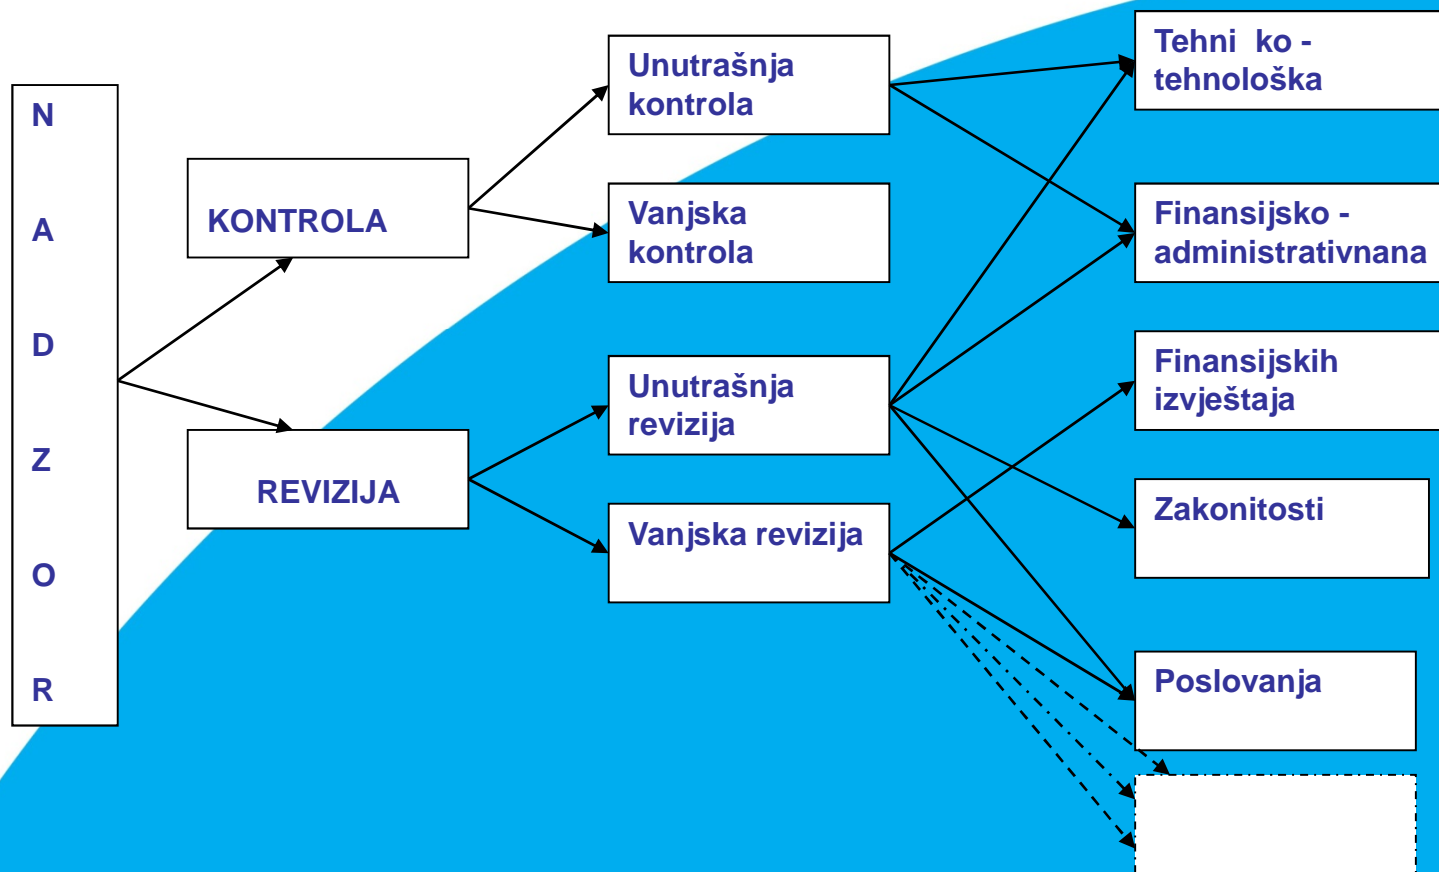 N
A
D
Z
O
R
KONTROLA
REVIZIJA
Unutrašnja
kontrola
Vanjska
kontrola
Unutrašnja
revizija
Vanjska revizija
Tehni ko -
tehnološka
Finansijsko -
administrativnana
Finansijskih
izvještaja
Zakonitosti
Poslovanja